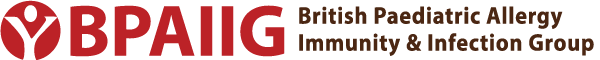 BPAIIG
British Paediatric Allergy
Immunity & Infection Group